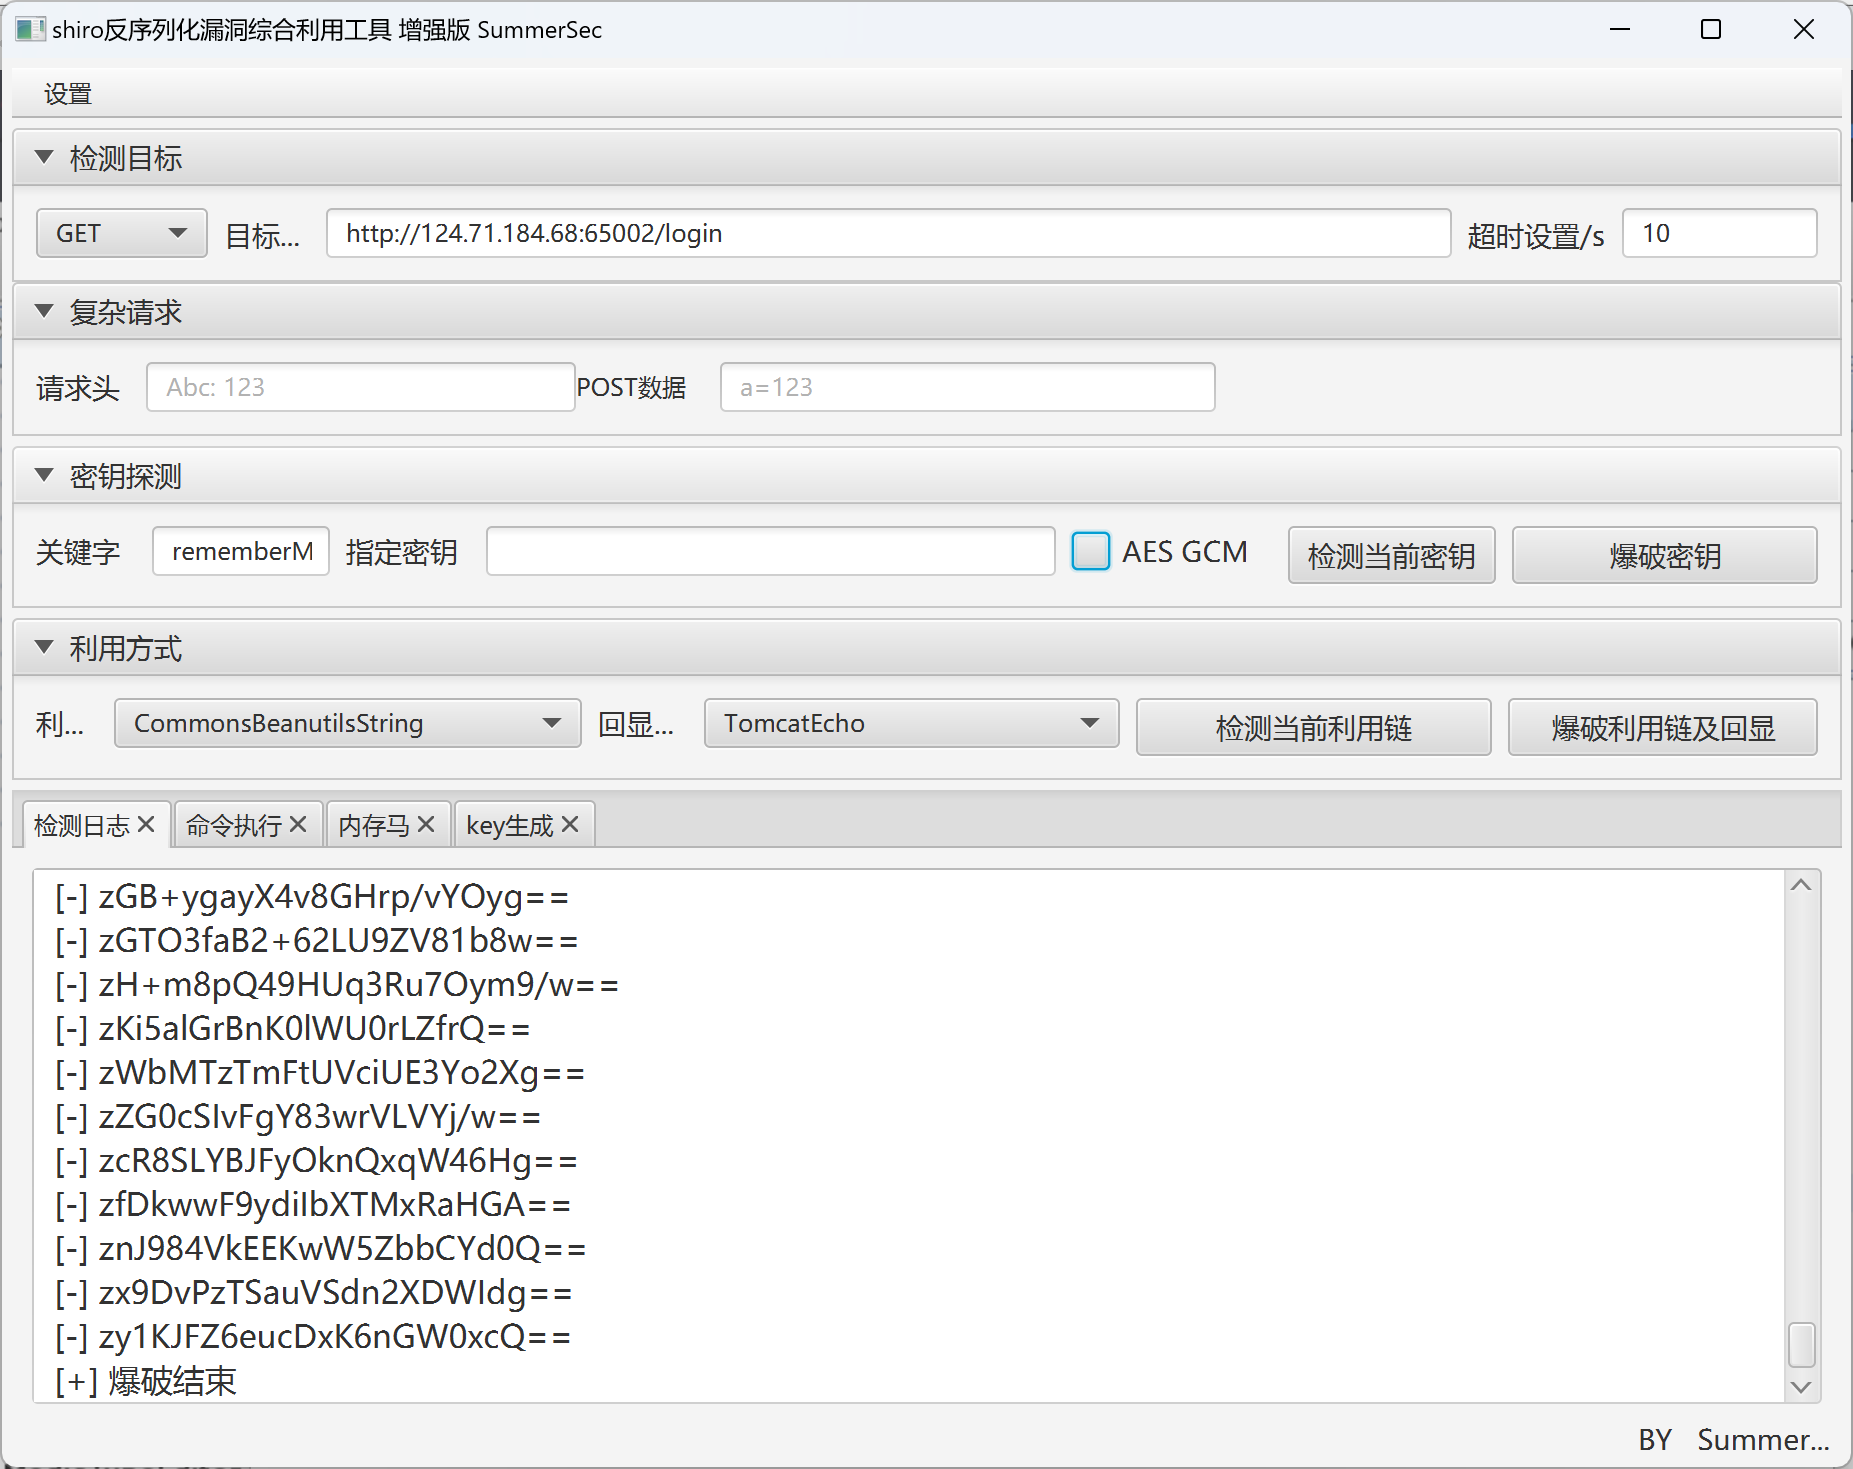 shiro反序列化漏洞综合利用工具 增强版 SummerSec
设置
检测目标
GET 目标... http://124.71.184.68:65002/login 超时设置/s 10
复杂请求
请求头 Abc: 123 POST数据 a=123
密钥探测
关键字 rememberM 指定密钥 AES GCM 检测当前密钥 爆破密钥
利用方式
利... CommonsBeanutilsString 回显... TomcatEcho 检测当前利用链 爆破利用链及回显
检测日志 命令执行 内存马 key生成
[-] zGB+ygayX4v8GHrp/vYOyg==
[-] zGTO3faB2+62LU9ZV81b8w==
[-] zH+m8pQ49HUq3Ru7Oym9/w==
[-] zKi5alGrBnK0lWU0rLZfrQ==
[-] zWbMTzTmFtUVciUE3Yo2Xg==
[-] zZG0cSIvFgY83wrVLVYj/w==
[-] zcR8SLYBJFyOknQxqW46Hg==
[-] zfDkwwF9ydiIbXTMxRaHGA==
[-] znJ984VkEEKwW5ZbbCYd0Q==
[-] zx9DvPzTSauVSdn2XDWIdg==
[-] zy1KJFZ6eucDxK6nGW0xcQ==
[+] 爆破结束
BY Summer...